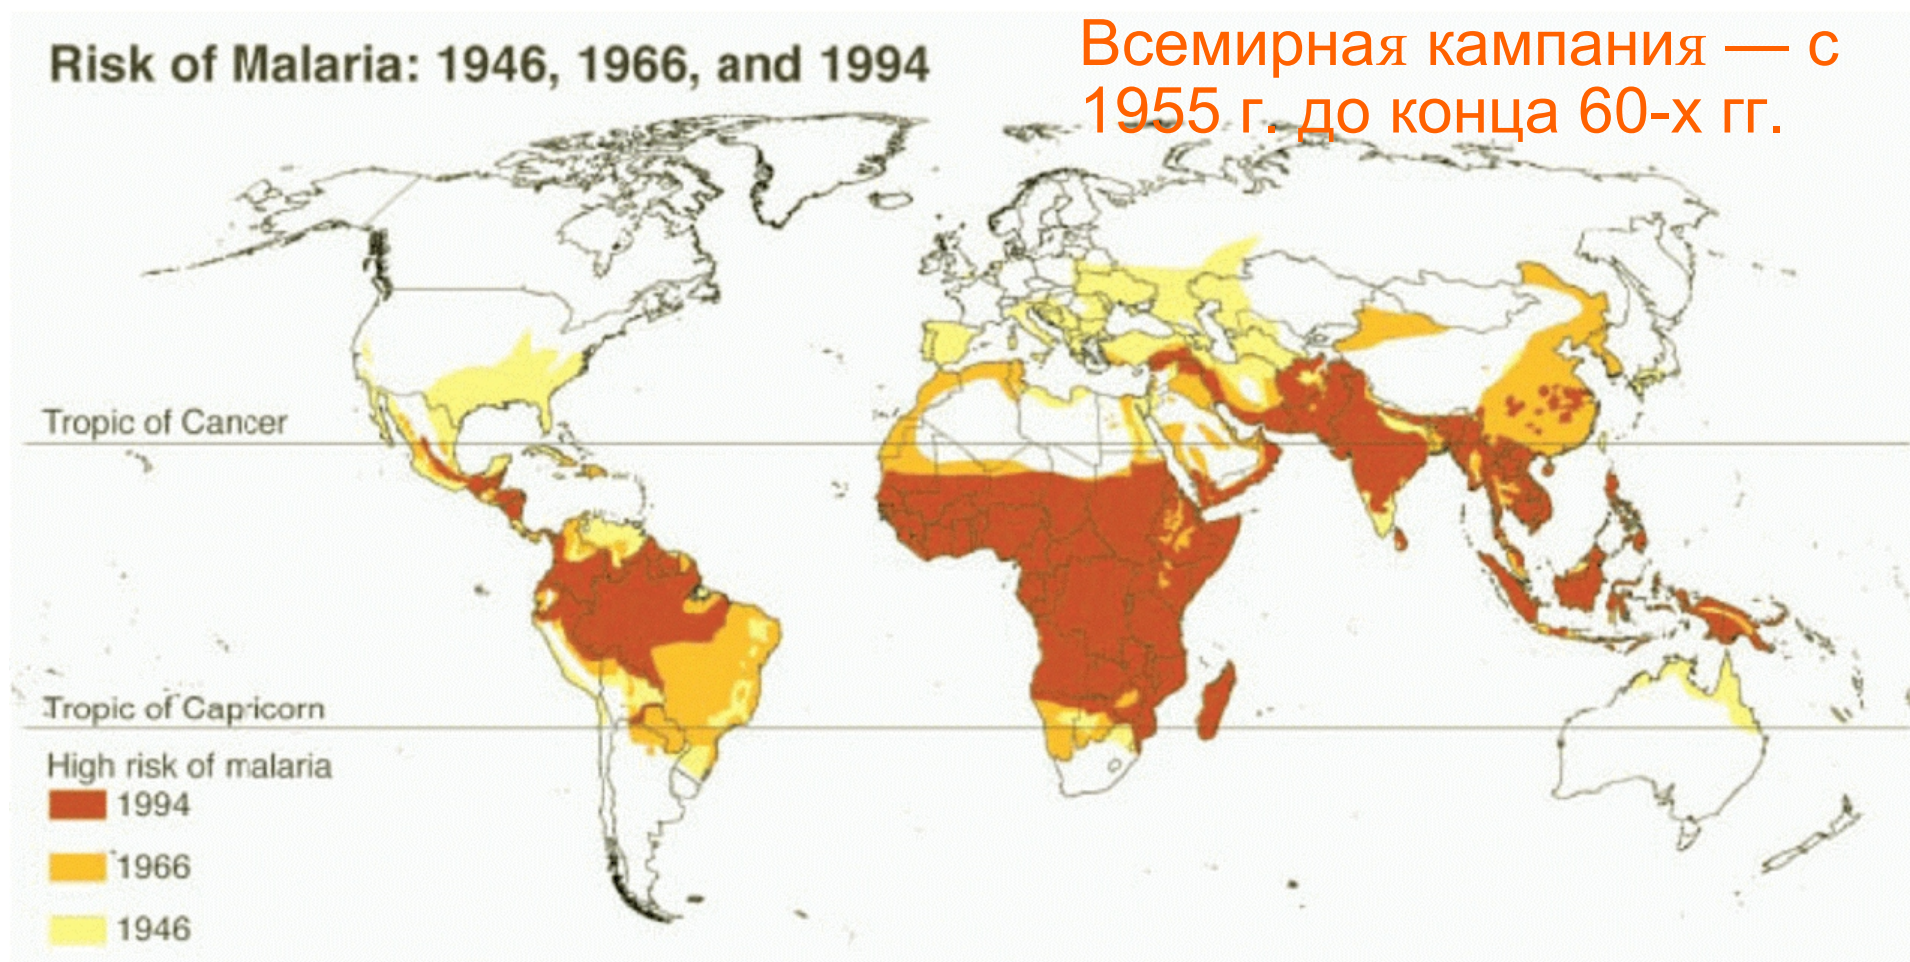 Risk of Malaria: 1946, 1966, and 1994
Всемирная кампания — с
1955 г. до конца 60-х гг.
Tropic of Cancer
Tropic of Capricorn
High risk of malaria
1994
1966
1946